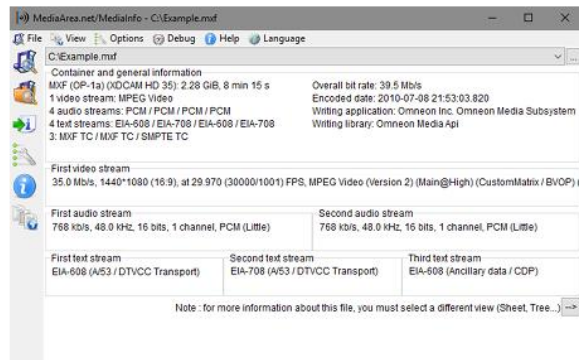 MediaArea.net/MediaInfo - C:\Example.mxf
File View Options Debug Help Language
C:\Example.mxf
Container and general information
MXF (OP-1a) (XDCAM HD 35): 2.28 GiB, 8 min 15 s
1 video stream: MPEG Video
4 audio streams: PCM / PCM / PCM / PCM
4 text streams: EIA-608 / EIA-708 / EIA-608 / EIA-708
3: MXF TC / MXF TC / SMPTE TC
Overall bit rate: 39.5 Mb/s
Encoded date: 2010-07-08 21:53:03.820
Writing application: Omneon Inc. Omneon Media Subsystem
Writing library: Omneon Media Api
First video stream
35.0 Mb/s, 1440*1080 (16:9), at 29.970 (30000/1001) FPS, MPEG Video (Version 2) (Main@High) (CustomMatrix / BVOP) (
First audio stream
768 kb/s, 48.0 kHz, 16 bits, 1 channel, PCM (Little)
Second audio stream
768 kb/s, 48.0 kHz, 16 bits, 1 channel, PCM (Little)
First text stream
EIA-608 (A/53 / DTVCC Transport)
Second text stream
EIA-708 (A/53 / DTVCC Transport)
Third text stream
EIA-608 (Ancillary data / CDP)
Note : for more information about this file, you must select a different view (Sheet, Tree...) -->